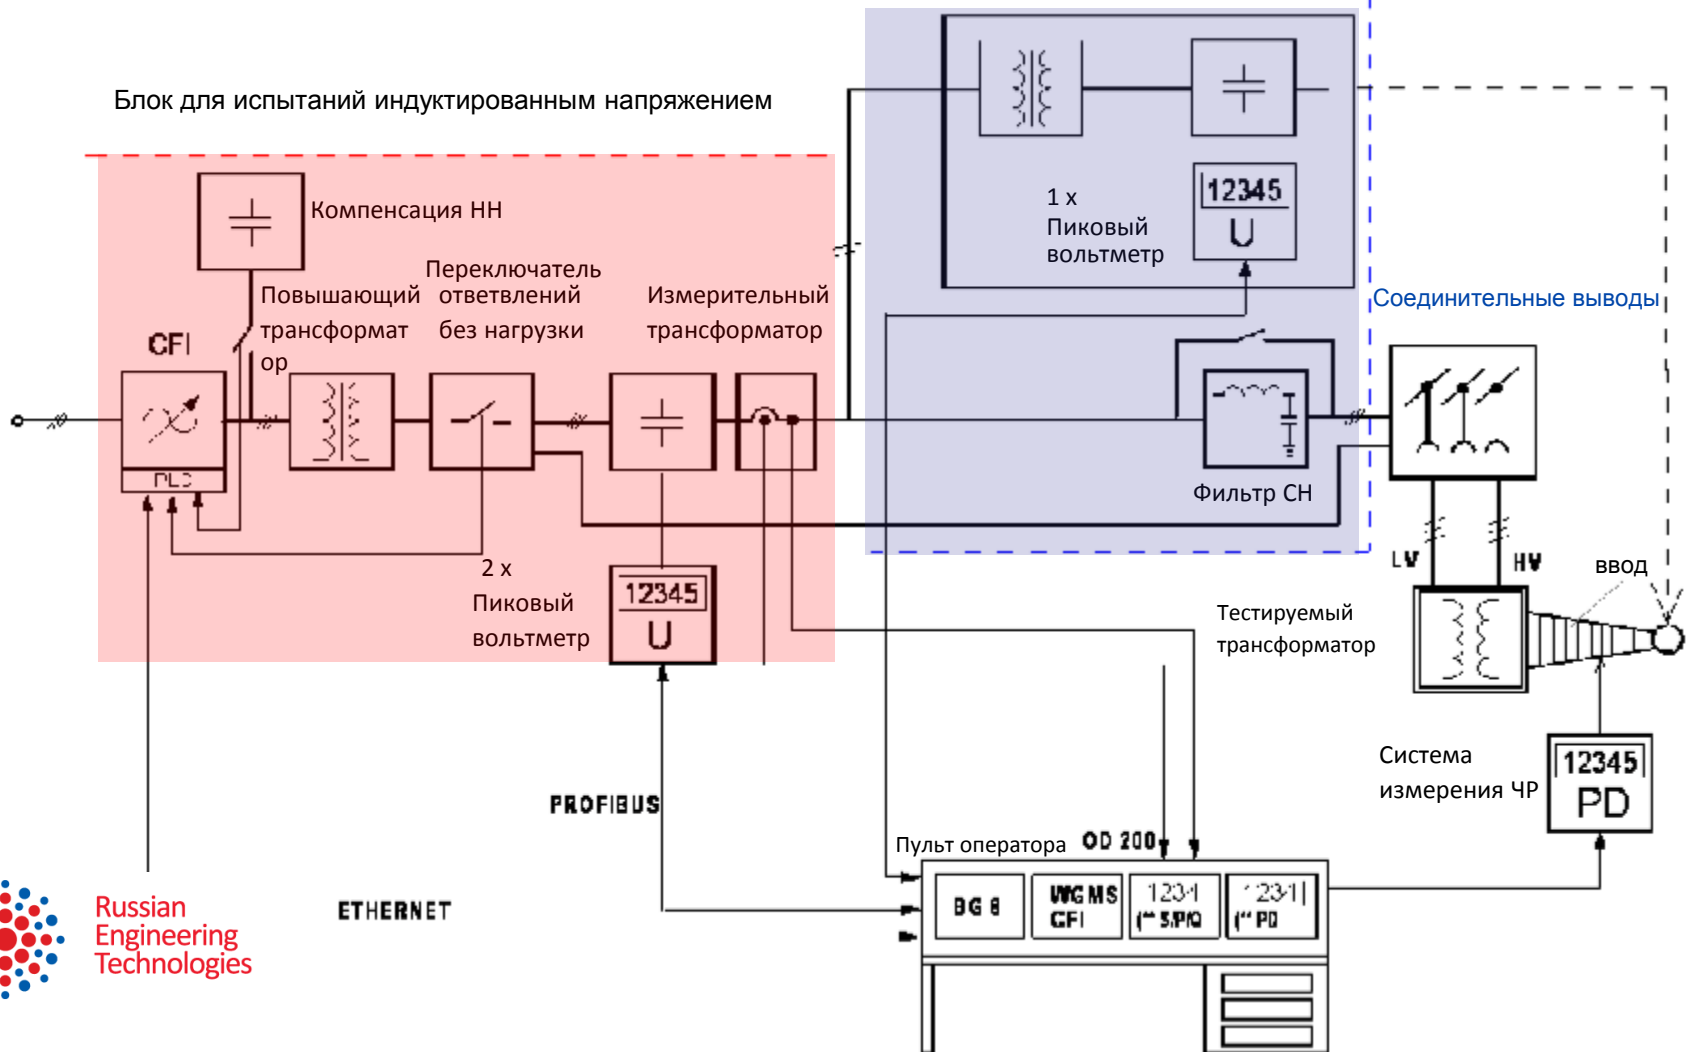 Блок для испытаний индуктированным напряжением
Компенсация НН
Повышающий
трансформат
ор
Переключатель
ответвлений
без нагрузки
Измерительный
трансформатор
CFI
2 x
Пиковый
вольтметр
12345
U
1 x
Пиковый
вольтметр
12345
U
Фильтр СН
Соединительные выводы
LV
HV
ввод
Тестируемый
трансформатор
Система
измерения ЧР
12345
PD
PROFIBUS
ETHERNET
Пульт оператора
OD 200
WGMS
CFI
Russian
Engineering
Technologies